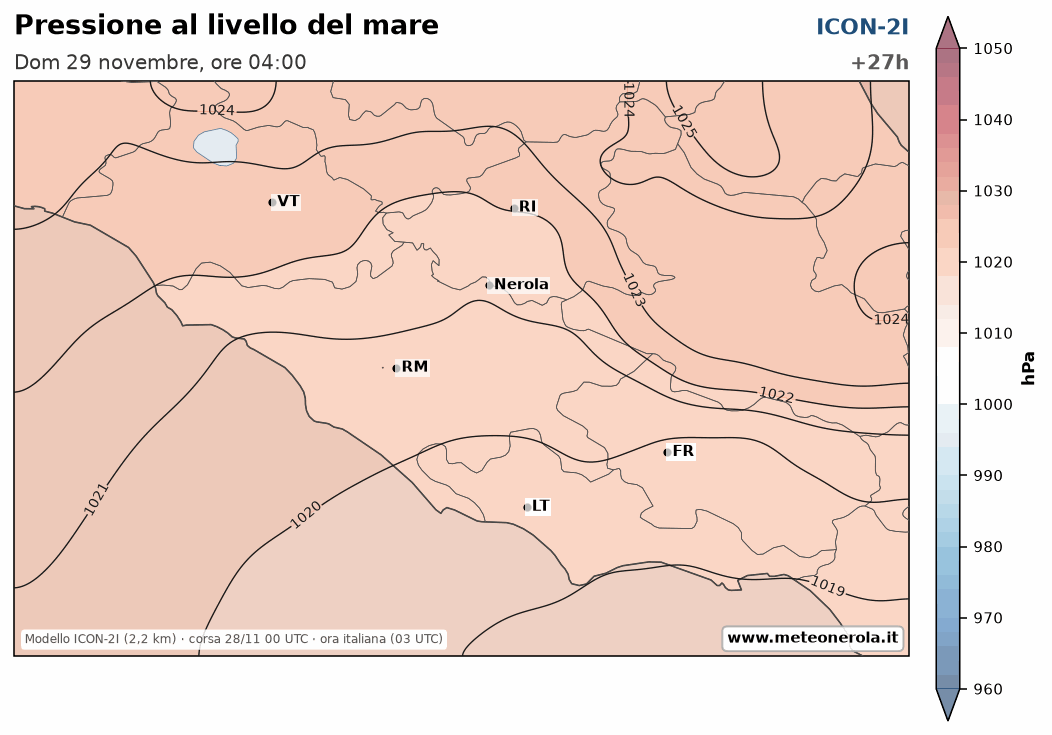 Pressione al livello del mare
ICON-2I
Dom 29 novembre, ore 04:00
+27h
1024
1024
1025
VT
RI
Nerola
1023
1024
RM
1022
FR
1021
1020
LT
1019
Modello ICON-2I (2,2 km) · corsa 28/11 00 UTC · ora italiana (03 UTC)
www.meteonerola.it
1050
1040
1030
1020
1010
1000
990
980
970
960
hPa